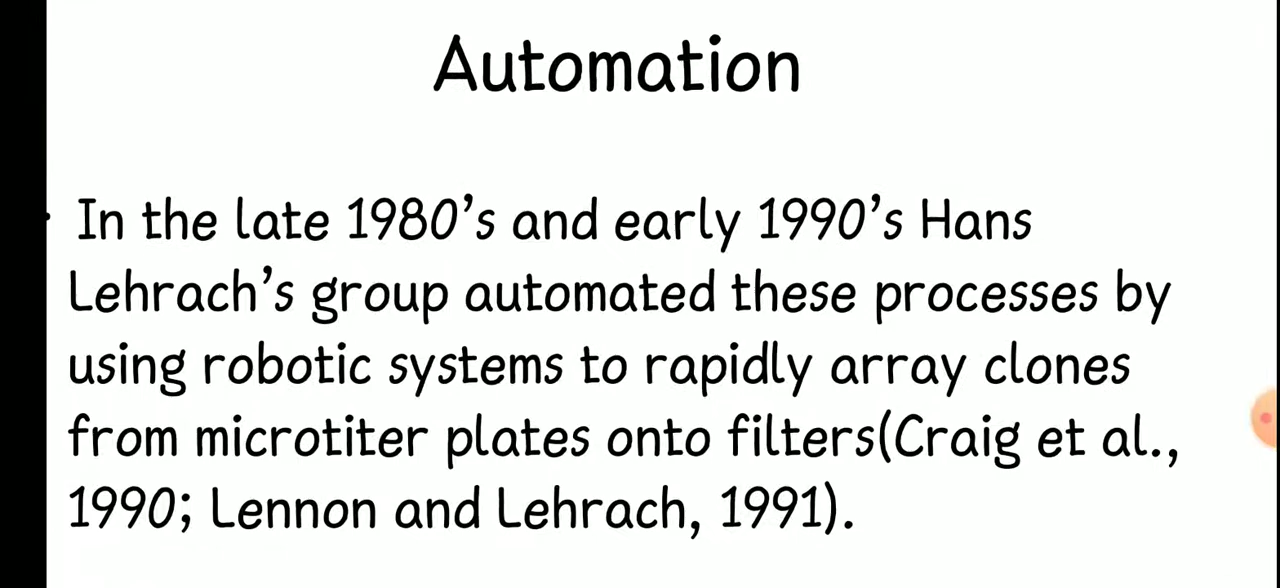 Automation
· In the late 1980’s and early 1990’s Hans
Lehrach’s group automated these processes by
using robotic systems to rapidly array clones
from microtiter plates onto filters(Craig et al.,
1990; Lennon and Lehrach, 1991).